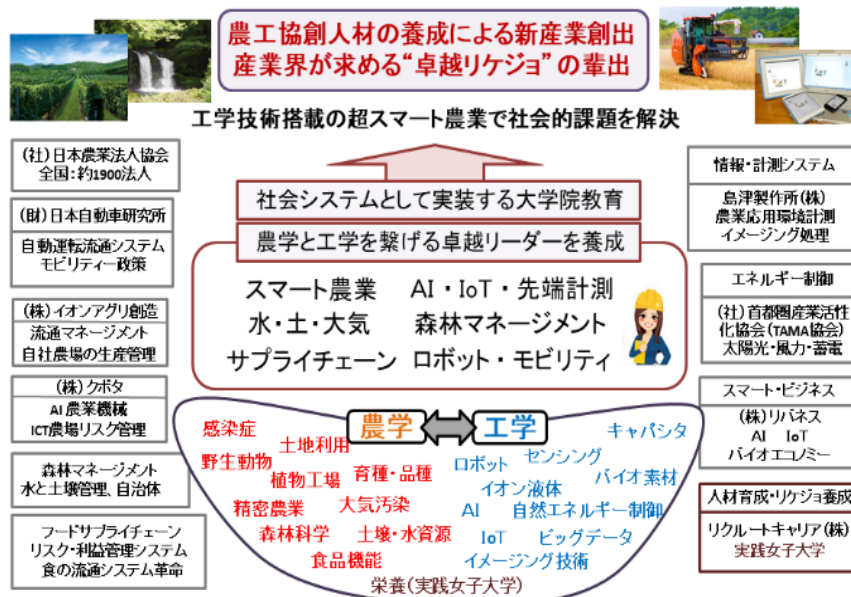 農工協創人材の養成による新産業創出
産業界が求める“卓越リケジョ”の輩出
工学技術搭載の超スマート農業で社会的課題を解決
社会システムとして実装する大学院教育
農学と工学を繋げる卓越リーダーを養成
スマート農業 AI・IoT・先端計測
水・土・大気 森林マネージメント
サプライチェーン ロボット・モビリティ
(社)日本農業法人協会
全国:約1900法人
(財)日本自動車研究所
自動運転流通システム
モビリティー政策
(株)イオンアグリ創造
流通マネージメント
自社農場の生産管理
(株)クボタ
AI 農業機械
ICT農場リスク管理
森林マネージメント
水と土壌管理、自治体
フードサプライチェーン
リスク・利益管理システム
食の流通システム革命
農学
工学
感染症
土地利用
野生動物
植物工場
育種・品種
精密農業
大気汚染
森林科学
土壌・水資源
食品機能
キャパシタ
ロボット
センシング
イオン液体
バイオ素材
AI
自然エネルギー制御
IoT
ビッグデータ
イメージング技術
栄養(実践女子大学)
情報・計測システム
島津製作所(株)
農業応用環境計測
イメージング処理
エネルギー制御
(社)首都圏産業活性
化協会(TAMA協会)
太陽光・風力・蓄電
スマート・ビジネス
(株)リバネス
AI IoT
バイオエコノミー
人材育成・リケジョ養成
リクルートキャリア(株)
実践女子大学